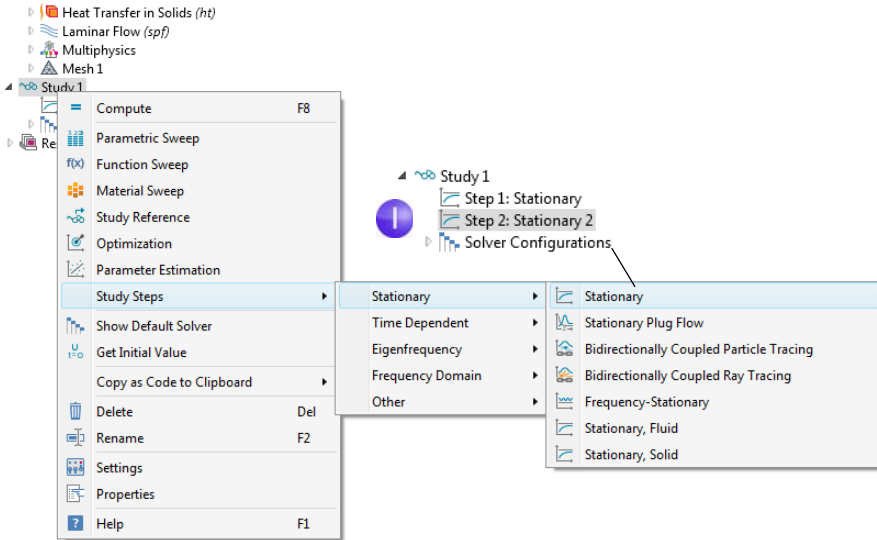 Heat Transfer in Solids (ht)
Laminar Flow (spf)
Multiphysics
Mesh 1
Study 1
Re
Compute F8
Parametric Sweep
f(x) Function Sweep
Material Sweep
Study Reference
Optimization
Parameter Estimation
Study Steps
Show Default Solver
Get Initial Value
Copy as Code to Clipboard
Delete Del
Rename F2
Settings
Properties
Help F1
Study 1
Step 1: Stationary
Step 2: Stationary 2
Solver Configurations
Stationary
Time Dependent
Eigenfrequency
Frequency Domain
Other
Stationary
Stationary Plug Flow
Bidirectionally Coupled Particle Tracing
Bidirectionally Coupled Ray Tracing
Frequency-Stationary
Stationary, Fluid
Stationary, Solid